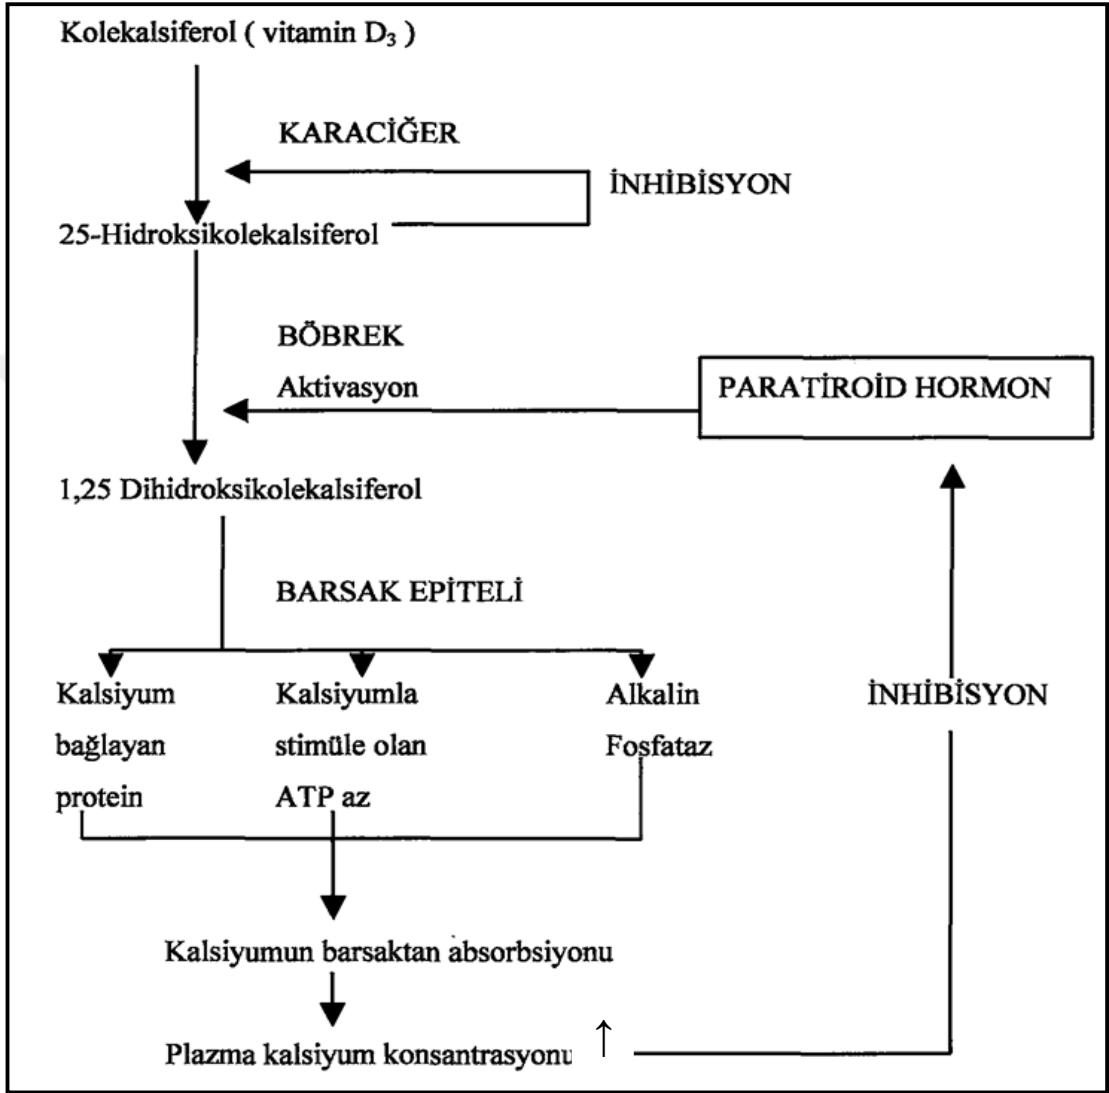 Kolekalsiferol ( vitamin D₃ )
KARACİĞER
İNHİBİSYON
25-Hidroksikolekalsiferol
BÖBREK
Aktivasyon
PARATİROİD HORMON
1,25 Dihidroksikolekalsiferol
BARSAK EPİTELİ
Kalsiyum
bağlayan
protein
Kalsiyumla
stimüle olan
ATP az
Alkalin
Fosfataz
İNHİBİSYON
Kalsiyumun barsaktan absorbsiyonu
Plazma kalsiyum konsantrasyonu ↑